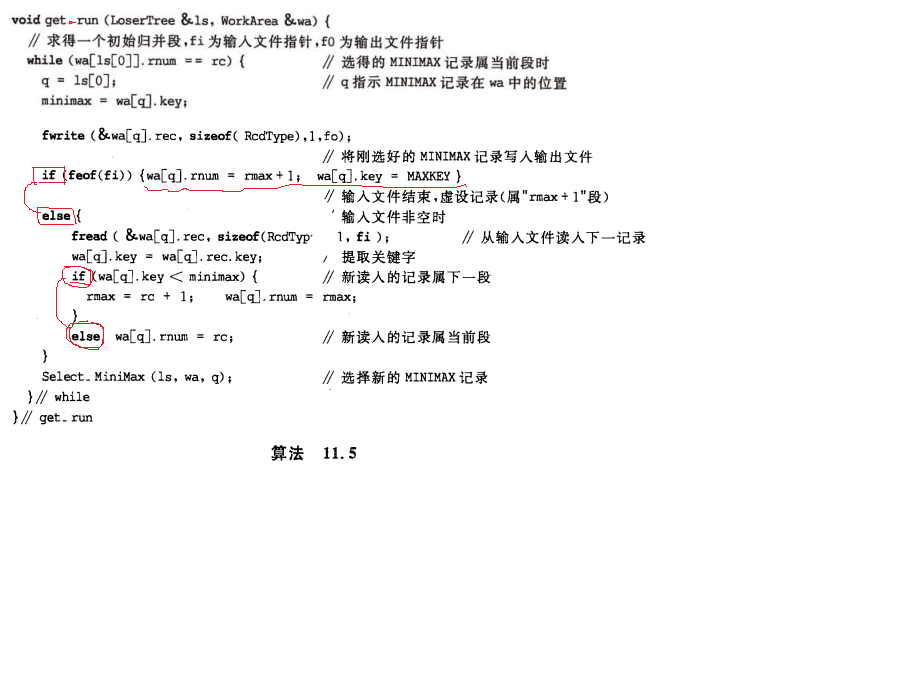 void get_run (LoserTree &ls, WorkArea &wa) {
// 求得一个初始归并段,fi为输入文件指针,fo为输出文件指针
while (wa[ls[0]].rnum == rc) { // 选得的 MINIMAX 记录属当前段时
q = ls[0]; // q指示 MINIMAX 记录在 wa 中的位置
minimax = wa[q].key;
fwrite (&wa[q].rec, sizeof( RcdType),1,fo);
// 将刚选好的 MINIMAX 记录写入输出文件
if (feof(fi)) {wa[q].rnum = rmax+1; wa[q].key = MAXKEY }
// 输入文件结束,虚设记录(属"rmax+1"段)
else{ 输入文件非空时
fread ( &wa[q].rec, sizeof(RcdTyp 1, fi ); // 从输入文件读入下一记录
wa[q].key = wa[q].rec.key; / 提取关键字
if (wa[q].key < minimax) { // 新读入的记录属下一段
rmax = rc + 1; wa[q].rnum = rmax;
}
else wa[q].rnum = rc; // 新读入的记录属当前段
}
Select_MiniMax (ls, wa, q); // 选择新的 MINIMAX 记录
}// while
}// get_run
算法 11.5